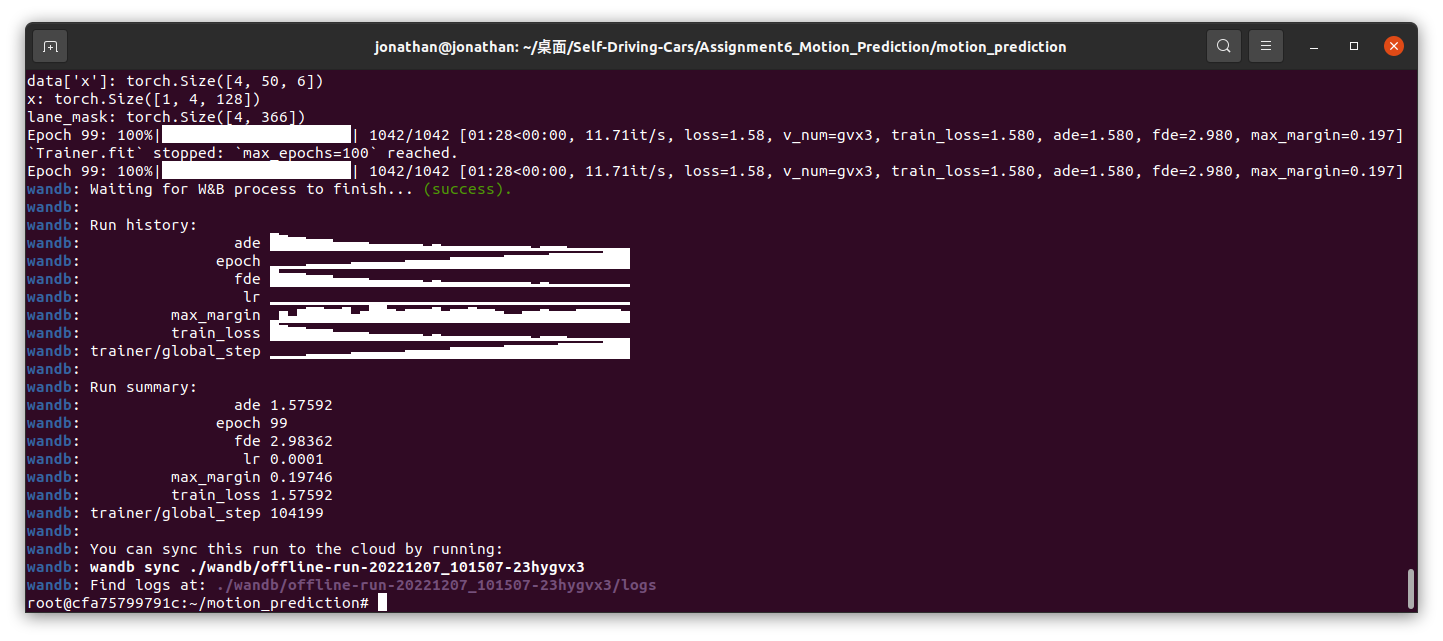 jonathan@jonathan: ~/桌面/Self-Driving-Cars/Assignment6_Motion_Prediction/motion_prediction
data['x']: torch.Size([4, 50, 6])
x: torch.Size([1, 4, 128])
lane_mask: torch.Size([4, 366])
Epoch 99: 100%|| 1042/1042 [01:28<00:00, 11.71it/s, loss=1.58, v_num=gvx3, train_loss=1.580, ade=1.580, fde=2.980, max_margin=0.197]
`Trainer.fit` stopped: `max_epochs=100` reached.
Epoch 99: 100%|| 1042/1042 [01:28<00:00, 11.71it/s, loss=1.58, v_num=gvx3, train_loss=1.580, ade=1.580, fde=2.980, max_margin=0.197]
wandb: Waiting for W&B process to finish... (success).
wandb:
wandb: Run history:
wandb: ade
wandb: epoch
wandb: fde
wandb: lr
wandb: max_margin
wandb: train_loss
wandb: trainer/global_step
wandb:
wandb: Run summary:
wandb: ade 1.57592
wandb: epoch 99
wandb: fde 2.98362
wandb: lr 0.0001
wandb: max_margin 0.19746
wandb: train_loss 1.57592
wandb: trainer/global_step 104199
wandb:
wandb: You can sync this run to the cloud by running:
wandb: wandb sync ./wandb/offline-run-20221207_101507-23hygvx3
wandb: Find logs at: ./wandb/offline-run-20221207_101507-23hygvx3/logs
root@cfa75799791c:~/motion_prediction#